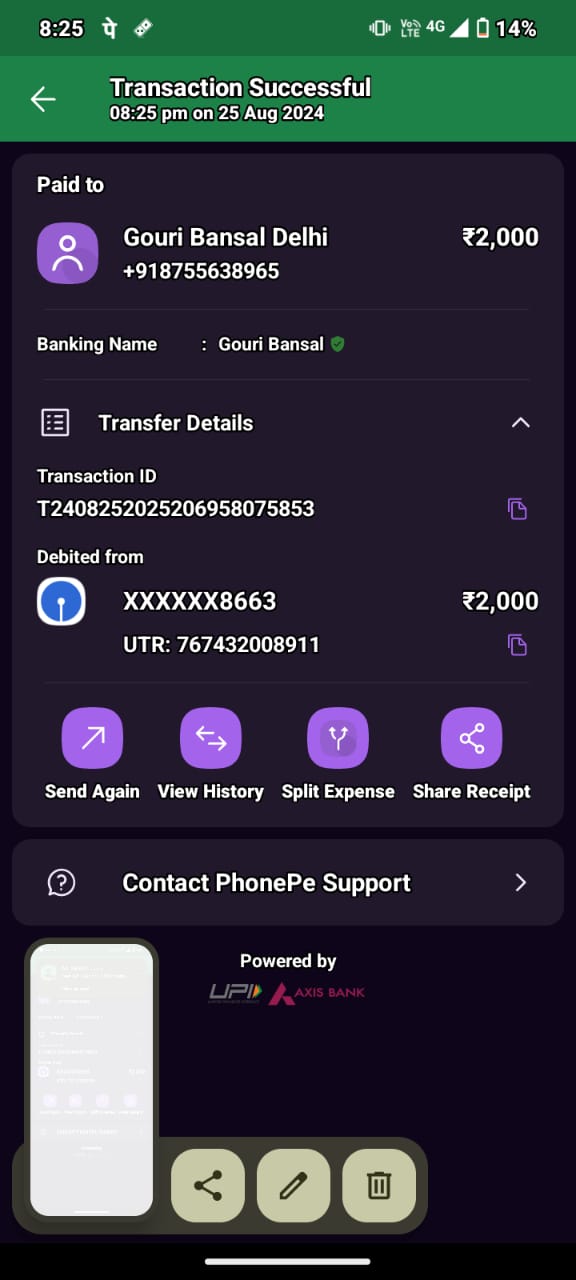 8:25 पे Vo)) LTE 4G 14%
Transaction Successful
08:25 pm on 25 Aug 2024
Paid to
Gouri Bansal Delhi ₹2,000
+918755638965
Banking Name : Gouri Bansal
Transfer Details
Transaction ID
T2408252025206958075853
Debited from
XXXXXX8663 ₹2,000
UTR: 767432008911
Send Again View History Split Expense Share Receipt
Contact PhonePe Support
Powered by
UPI AXIS BANK